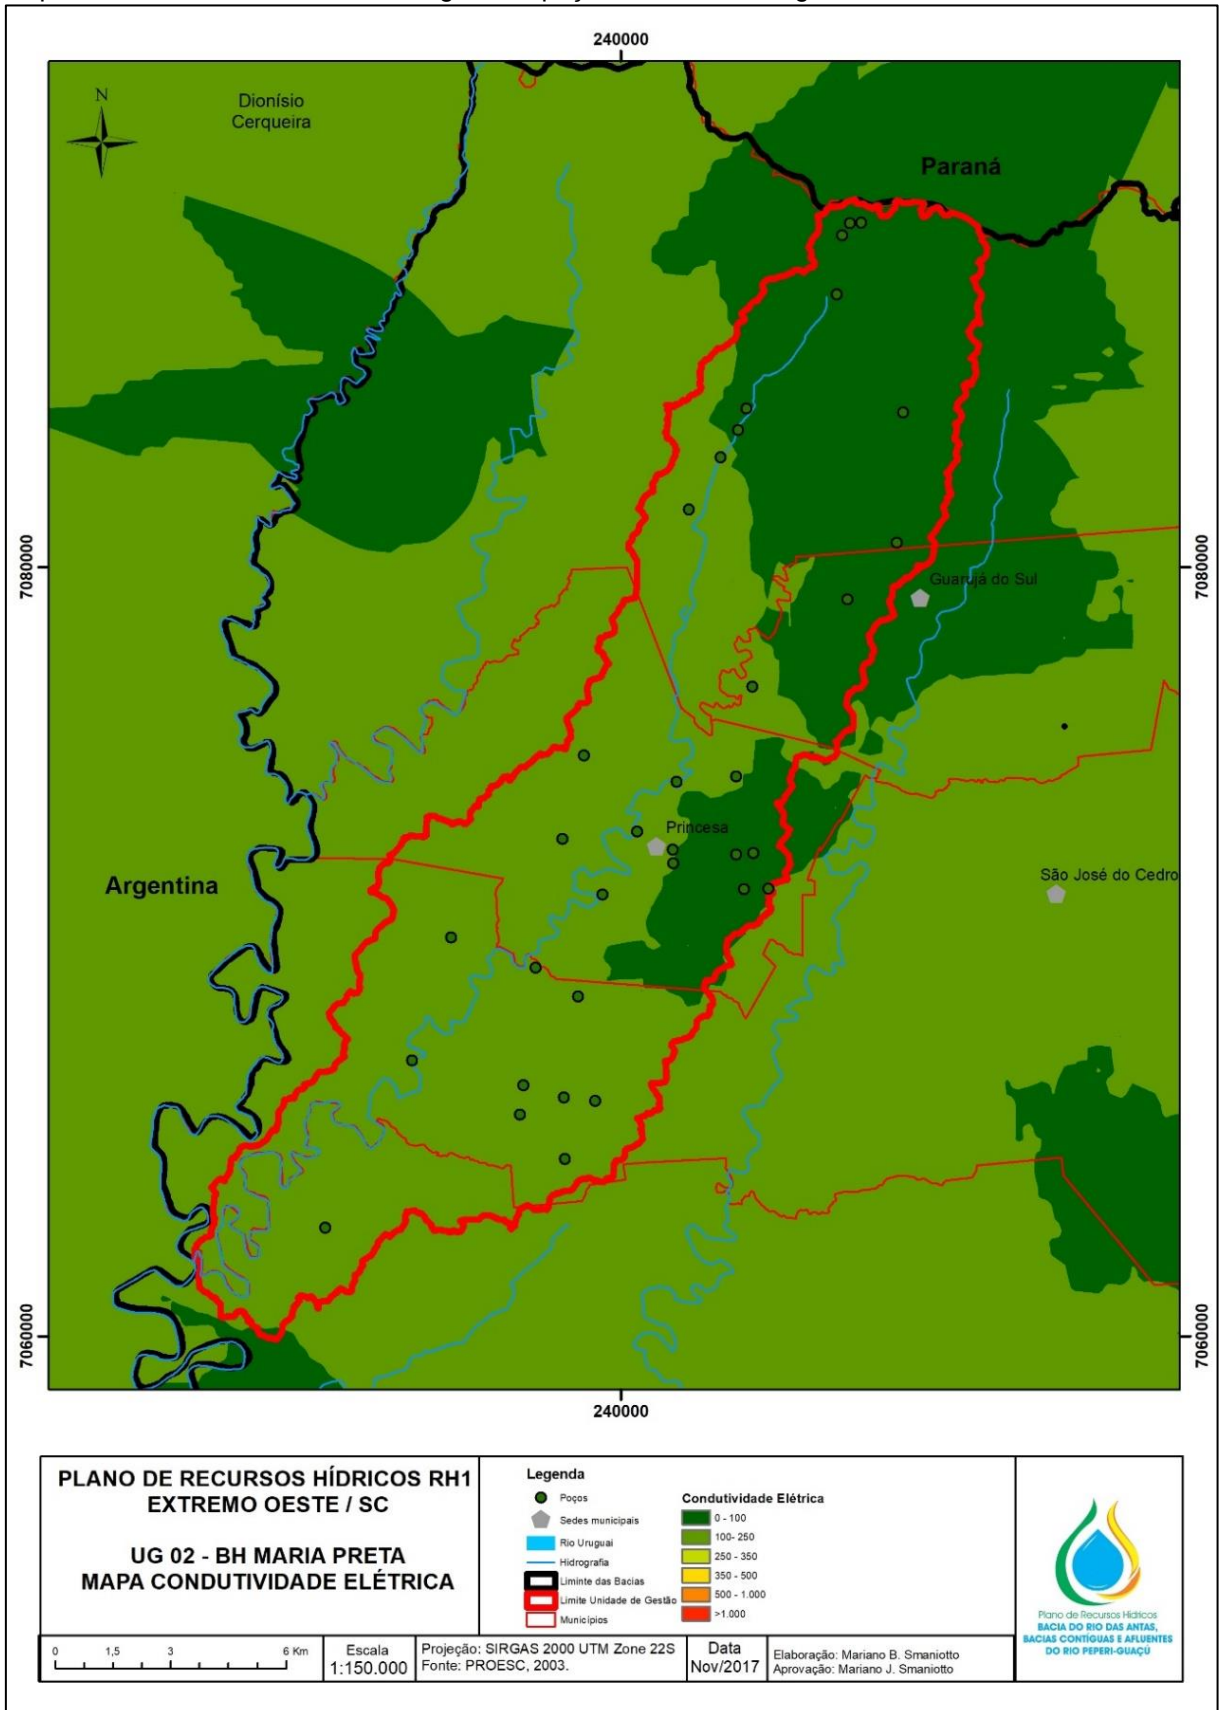 240000
N
Dionísio
Cerqueira
Paraná
7080000
7080000
Guarujá do Sul
Princesa
Argentina
São José do Cedro
7060000
7060000
240000
PLANO DE RECURSOS HÍDRICOS RH1
EXTREMO OESTE / SC
UG 02 - BH MARIA PRETA
MAPA CONDUTIVIDADE ELÉTRICA
Legenda
Poços
Sedes municipais
Rio Uruguai
Hidrografia
Liminte das Bacias
Limite Unidade de Gestão
Municípios
Condutividade Elétrica
0 - 100
100- 250
250 - 350
350 - 500
500 - 1.000
>1.000
Plano de Recursos Hídricos
BACIA DO RIO DAS ANTAS,
BACIAS CONTÍGUAS E AFLUENTES
DO RIO PEPERI-GUAÇÚ
0 1,5 3 6 Km
Escala
1:150.000
Projeção: SIRGAS 2000 UTM Zone 22S
Fonte: PROESC, 2003.
Data
Nov/2017
Elaboração: Mariano B. Smaniotto
Aprovação: Mariano J. Smaniotto